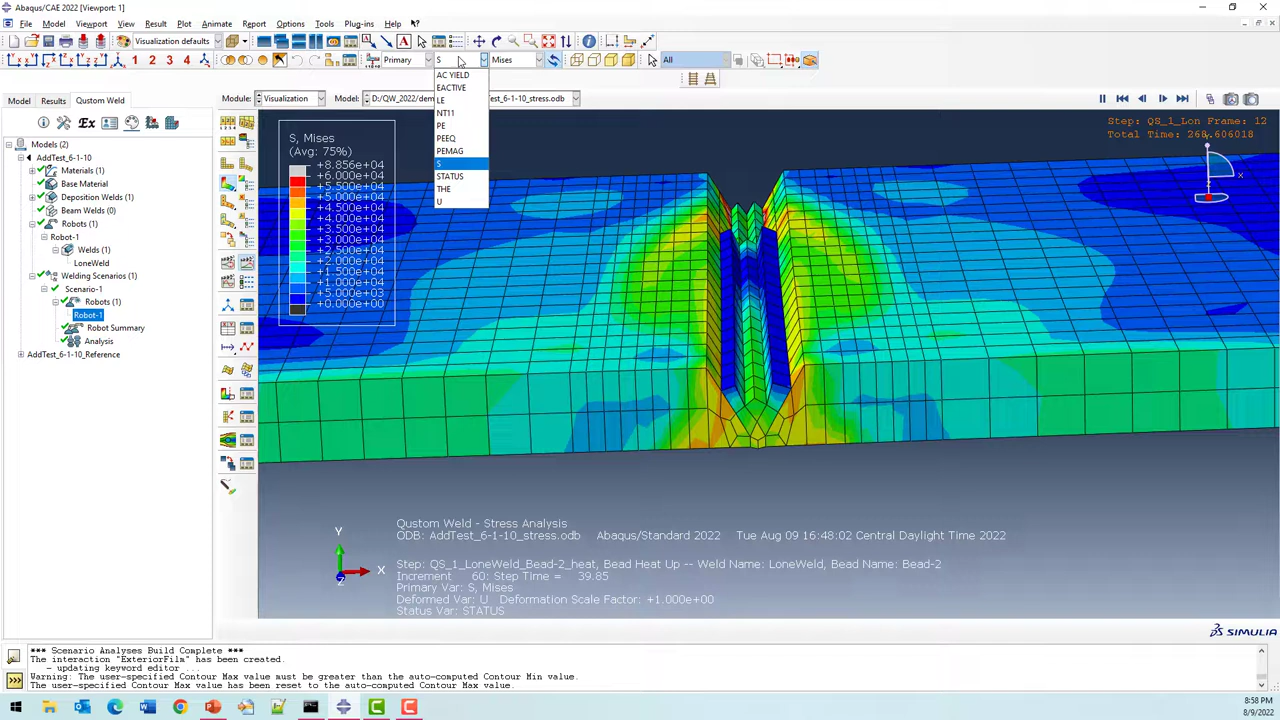 Abaqus/CAE 2022 [Viewport: 1]
File Model Viewport View Result Plot Animate Report Options Tools Plug-ins Help
Visualization defaults
1 2 3 4 Primary S Mises All
AC YIELD
EACTIVE
LE
NT11
PE
PEEQ
PEMAG
S
STATUS
THE
U
Model Results Qustom Weld
Module: Visualization Model: D:/QW_2022/dem t_6-1-10_stress.odb
Ex
Models (2)
AddTest_6-1-10
Materials (1)
Base Material
Deposition Welds (1)
Beam Welds (0)
Robots (1)
Robot-1
Welds (1)
LoneWeld
Welding Scenarios (1)
Scenario-1
Robots (1)
Robot-1
Robot Summary
Analysis
AddTest_6-1-10_Reference
S, Mises
(Avg: 75%)
+8.856e+04
+6.000e+04
+5.500e+04
+4.500e+04
+3.500e+04
+3.000e+04
+1.500e+04
+1.000e+04
+5.000e+03
+0.000e+00
Step: QS_1_Lon Frame: 12
Total Time: 268.606018
X
Y
X
Z
Qustom Weld - Stress Analysis
ODB: AddTest_6-1-10_stress.odb Abaqus/Standard 2022 Tue Aug 09 16:48:02 Central Daylight Time 2022
Step: QS_1_LoneWeld_Bead-2_heat, Bead Heat Up -- Weld Name: LoneWeld, Bead Name: Bead-2
Increment 60: Step Time = 39.85
Primary Var: S, Mises
Deformed Var: U Deformation Scale Factor: +1.000e+00
Status Var: STATUS
SIMULIA
*** Scenario Analyses Build Complete ***
The interaction "ExteriorFilm" has been created.
- updating keyword editor ...
Warning: The user-specified Contour Max value must be greater than the auto-computed Contour Min value.
The user-specified Contour Max value has been reset to the auto-computed Contour Max value.
8:58 PM
8/9/2022